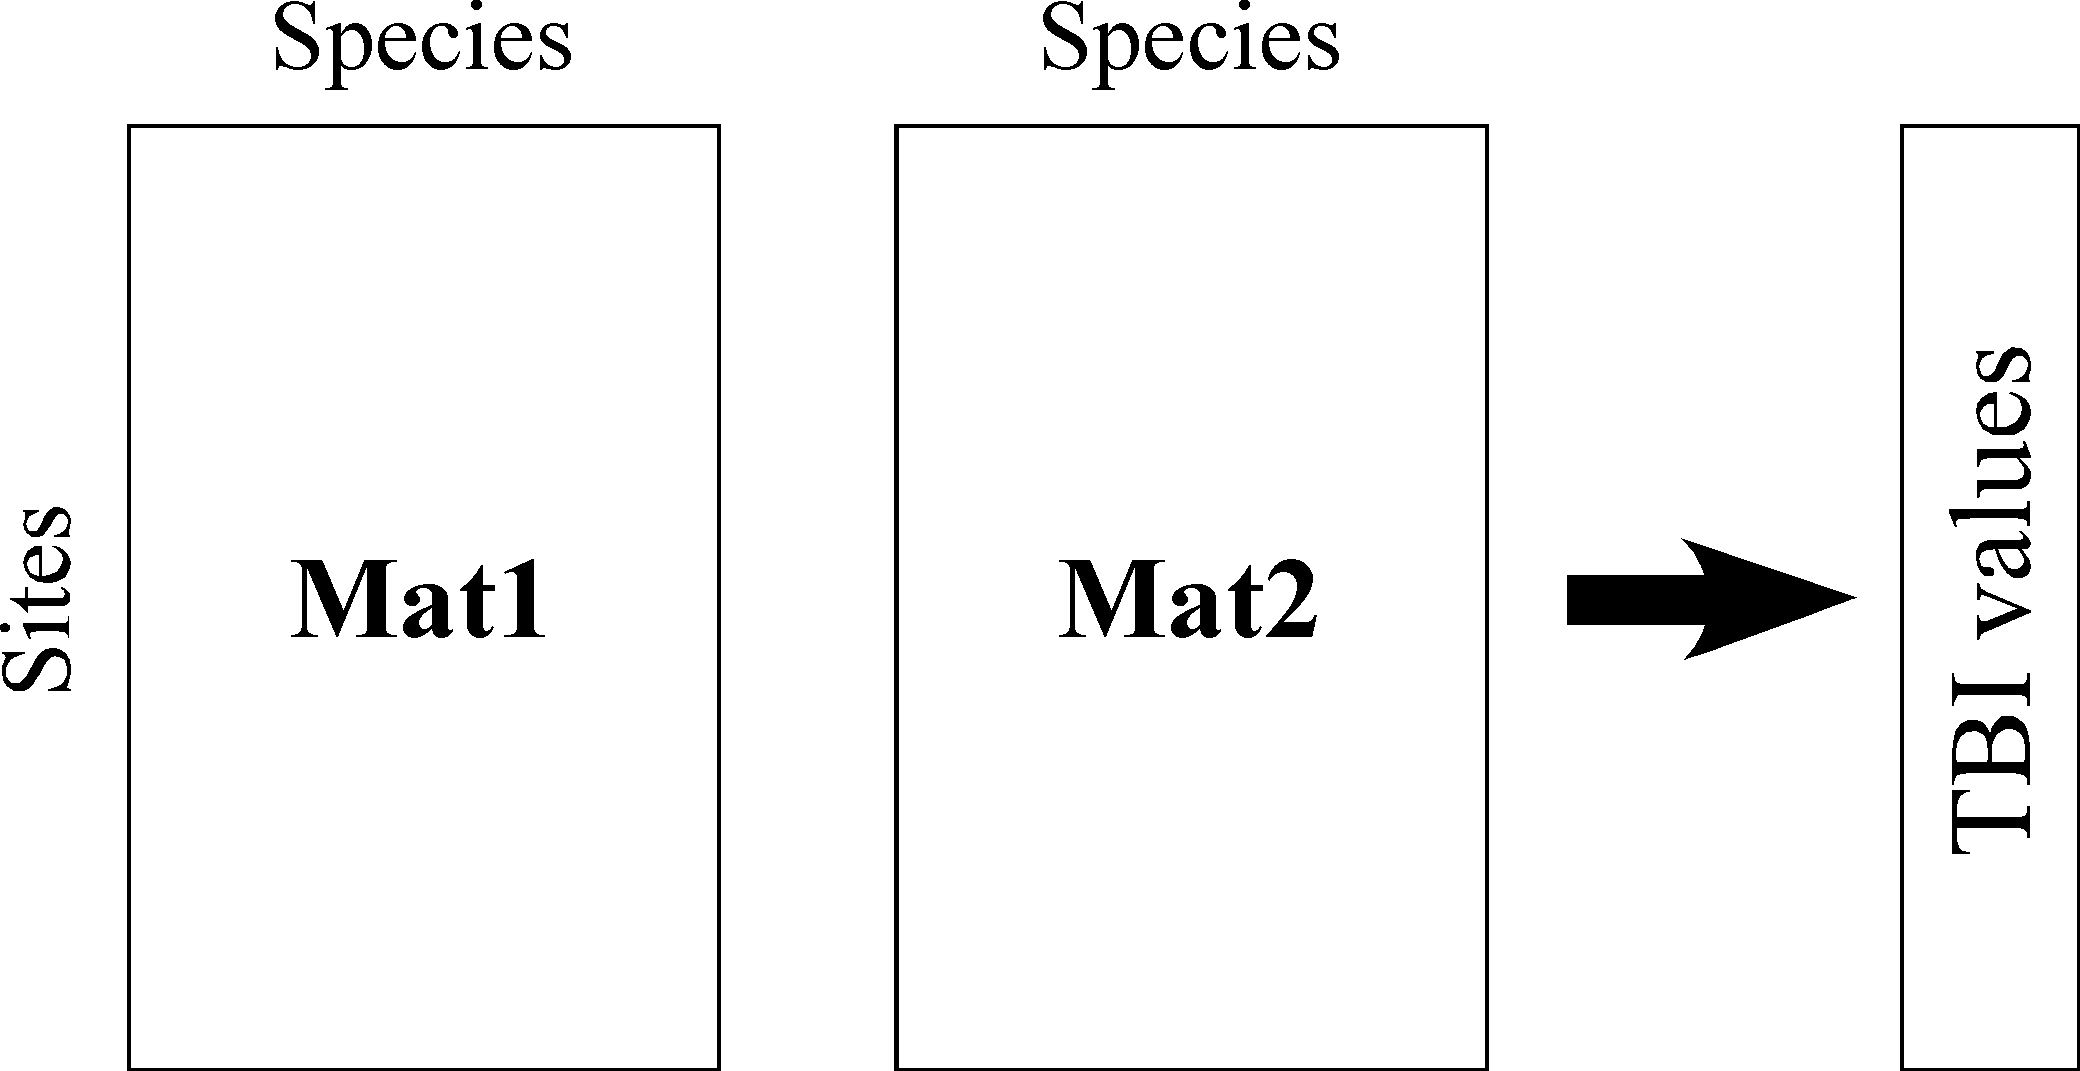 Species
Species
Sites
Mat1
Mat2
TBI values